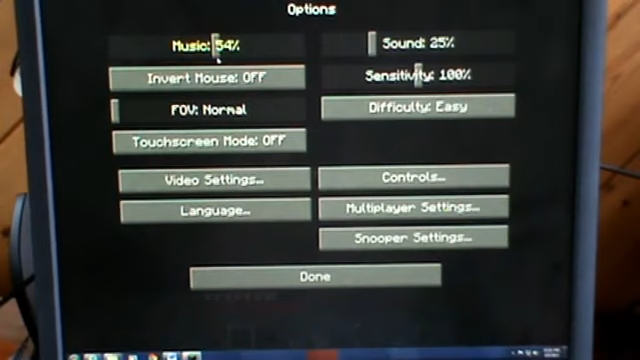 Options
Music: 54%
Sound: 25%
Invert Mouse: OFF
Sensitivity: 100%
FOV: Normal
Difficulty: Easy
Touchscreen Mode: OFF
Video Settings...
Controls...
Language...
Multiplayer Settings...
Snooper Settings...
Done